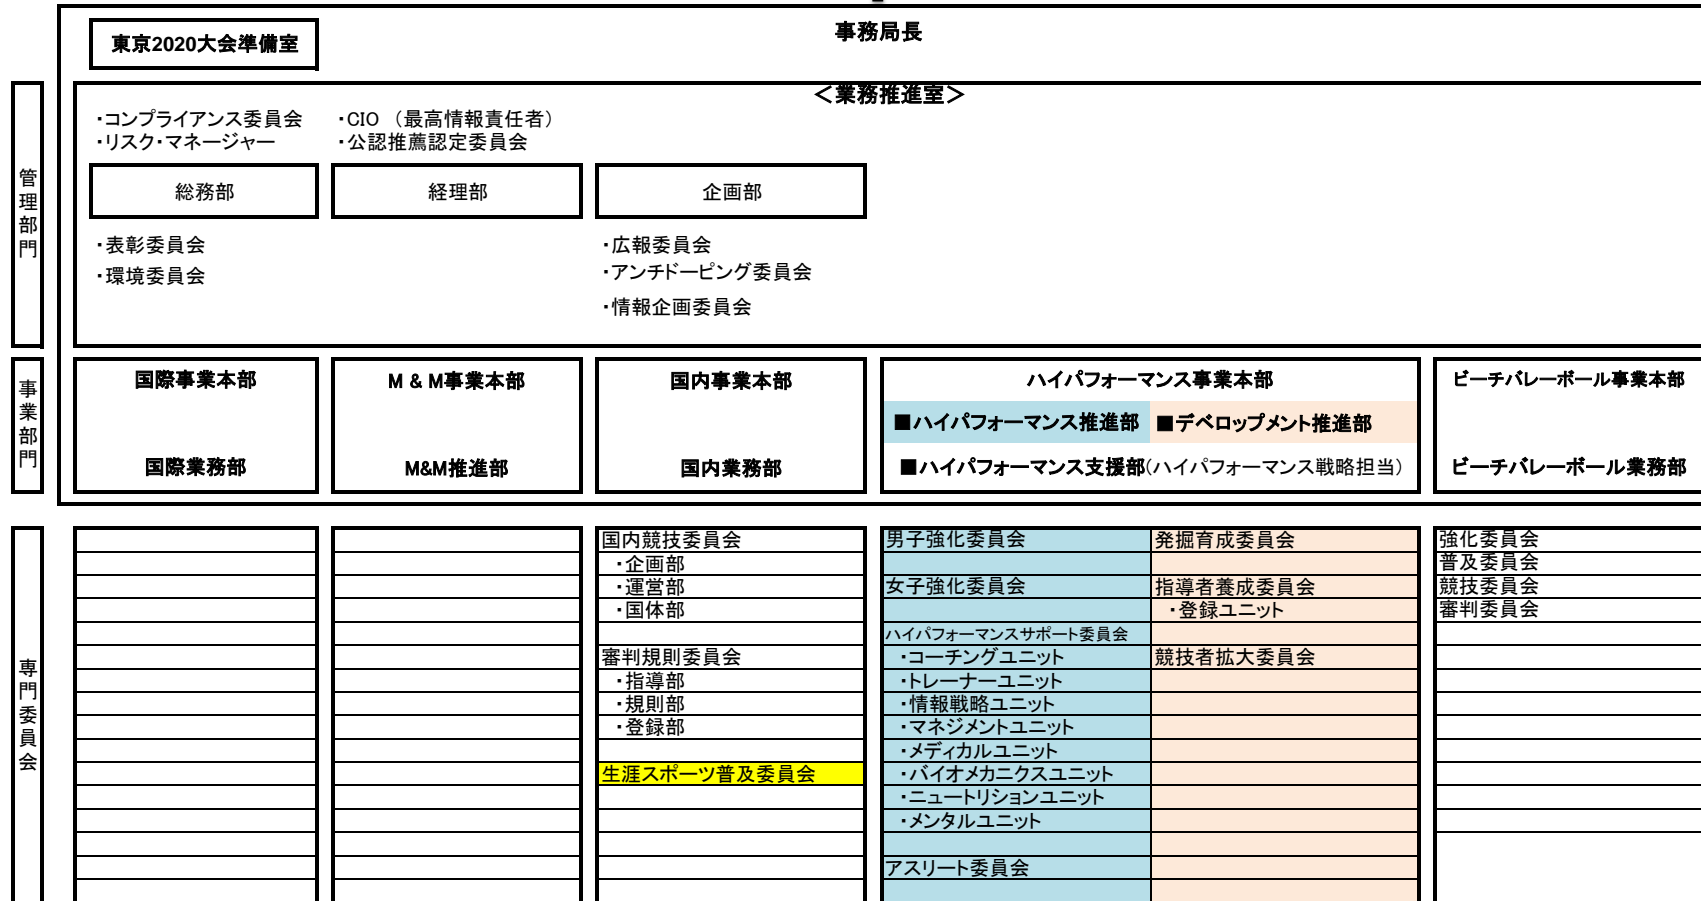 事務局長
東京2020大会準備室
＜業務推進室＞
管理部門
・コンプライアンス委員会
・CIO （最高情報責任者）
・リスク・マネージャー
・公認推薦認定委員会
総務部
経理部
企画部
・表彰委員会
・環境委員会
・広報委員会
・アンチドーピング委員会
・情報企画委員会
事業部門
国際事業本部
国際業務部
M & M事業本部
M&M推進部
国内事業本部
国内業務部
ハイパフォーマンス事業本部
■ハイパフォーマンス推進部
■デベロップメント推進部
■ハイパフォーマンス支援部(ハイパフォーマンス戦略担当)
ビーチバレーボール事業本部
ビーチバレーボール業務部
専門委員会
国内競技委員会
・企画部
・運営部
・国体部
審判規則委員会
・指導部
・規則部
・登録部
生涯スポーツ普及委員会
男子強化委員会
女子強化委員会
ハイパフォーマンスサポート委員会
・コーチングユニット
・トレーナーユニット
・情報戦略ユニット
・マネジメントユニット
・メディカルユニット
・バイオメカニクスユニット
・ニュートリションユニット
・メンタルユニット
アスリート委員会
発掘育成委員会
指導者養成委員会
・登録ユニット
競技者拡大委員会
強化委員会
普及委員会
競技委員会
審判委員会